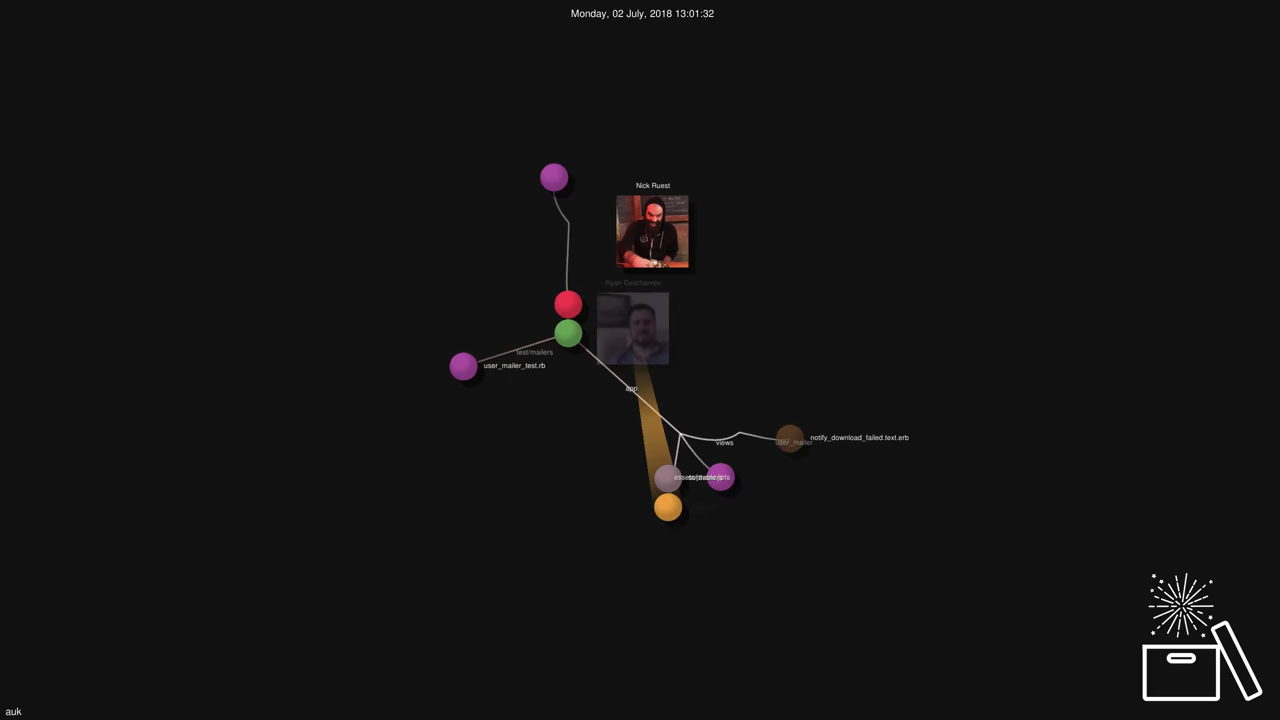 Monday, 02 July, 2018 13:01:32
Nick Ruest
Ryan Deschamps
test/mailers
user_mailer_test.rb
app
views
user_mailer
notify_download_failed.text.erb
auk